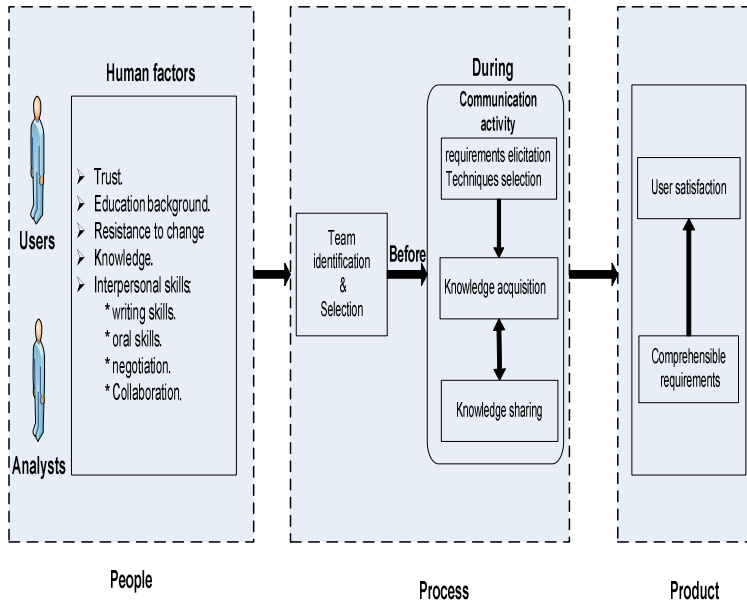 Human factors
Users
Analysts
Trust.
Education background.
Resistance to change
Knowledge.
Interpersonal skills:
* writing skills.
* oral skills.
* negotiation.
* Collaboration.
People
Team
identification
&
Selection
Before
During
Communication
activity
requirements elicitation
Techniques selection
Knowledge acquisition
Knowledge sharing
Process
User satisfaction
Comprehensible
requirements
Product